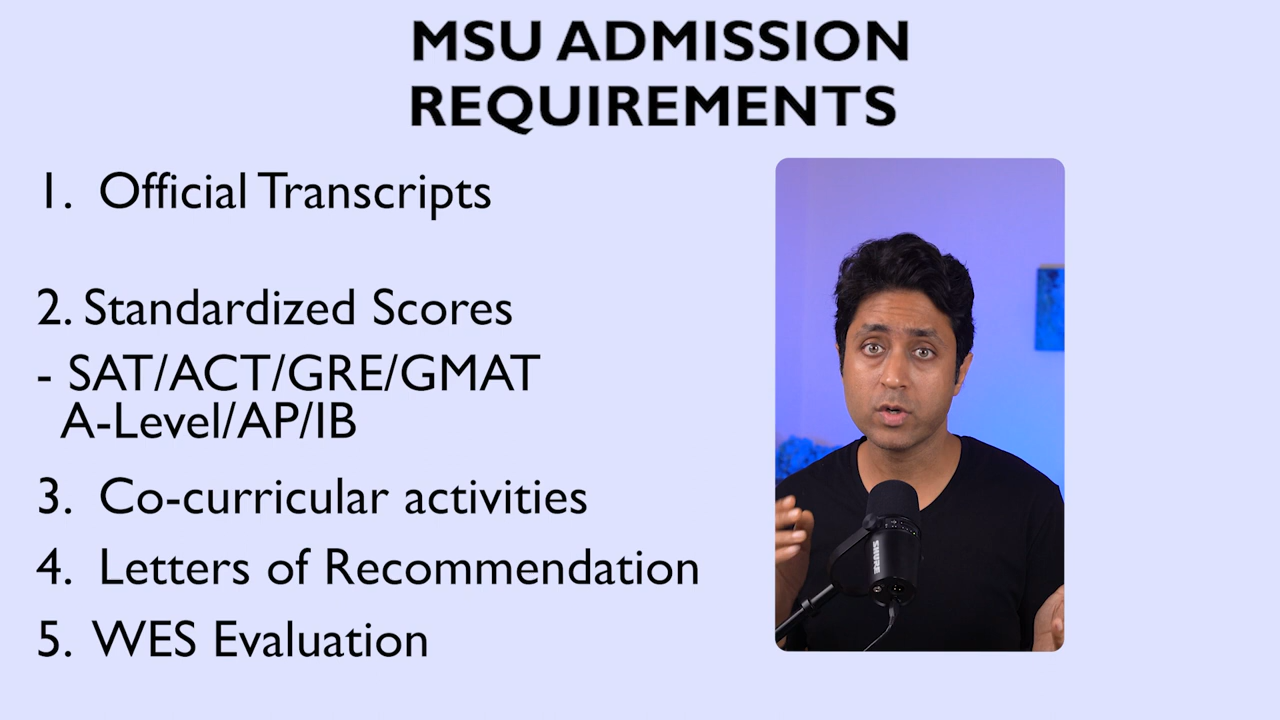 MSU ADMISSION
REQUIREMENTS
1. Official Transcripts
2. Standardized Scores
- SAT/ACT/GRE/GMAT
A-Level/AP/IB
3. Co-curricular activities
4. Letters of Recommendation
5. WES Evaluation
SHURE